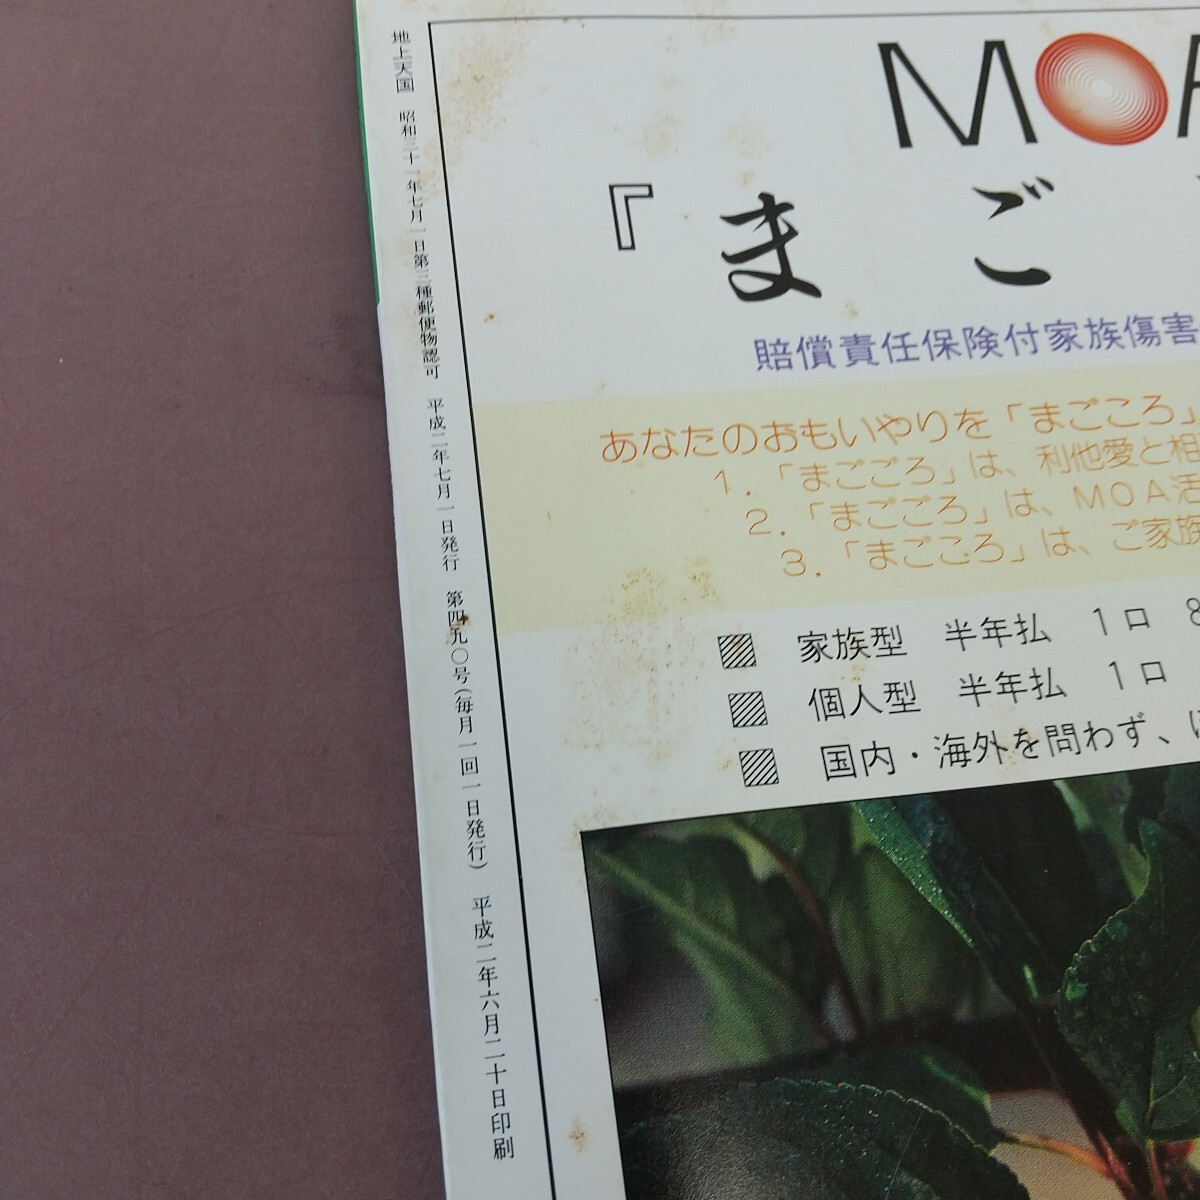 地上天国 昭和三十一年七月一日第三種郵便物認可 平成二年七月一日発行 第四九〇号(毎月一回一日発行) 平成二年六月二十日印刷
MOA
『まご
賠償責任保険付家族傷害
あなたのおもいやりを「まごころ」
1.「まごころ」は、利他愛と相
2.「まごころ」は、MOA活
3.「まごころ」は、ご家族
家族型 半年払 1口 8
個人型 半年払 1口
国内・海外を問わず、ほ